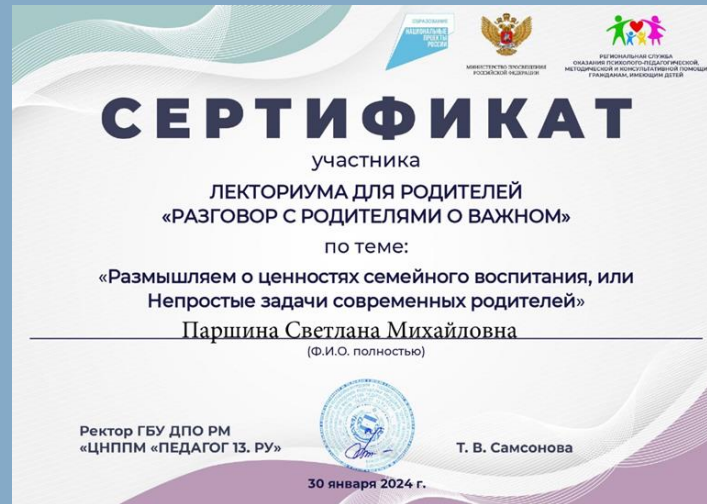 ОБРАЗОВАНИЕ
НАЦИОНАЛЬНЫЕ
ПРОЕКТЫ
РОССИИ
МИНИСТЕРСТВО ПРОСВЕЩЕНИЯ
РОССИЙСКОЙ ФЕДЕРАЦИИ
РЕГИОНАЛЬНАЯ СЛУЖБА
ОКАЗАНИЯ ПСИХОЛОГО-ПЕДАГОГИЧЕСКОЙ,
МЕТОДИЧЕСКОЙ И КОНСУЛЬТАТИВНОЙ ПОМОЩИ
ГРАЖДАНАМ, ИМЕЮЩИМ ДЕТЕЙ
СЕРТИФИКАТ
участника
ЛЕКТОРИУМА ДЛЯ РОДИТЕЛЕЙ
«РАЗГОВОР С РОДИТЕЛЯМИ О ВАЖНОМ»
по теме:
«Размышляем о ценностях семейного воспитания, или
Непростые задачи современных родителей»
Паршина Светлана Михайловна
(Ф.И.О. полностью)
Ректор ГБУ ДПО РМ
«ЦНППМ «ПЕДАГОГ 13. РУ»
Т. В. Самсонова
30 января 2024 г.